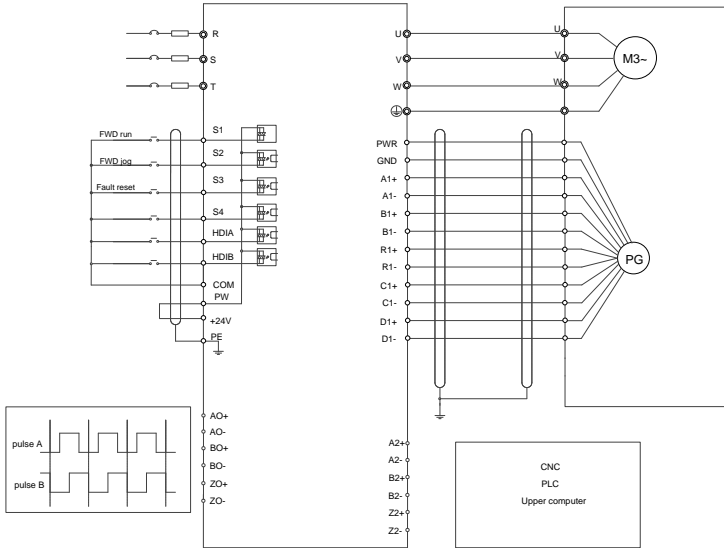 R
S
T
U
V
W
U
V
W
M3~
FWD run
FWD jog
Fault reset
S1
S2
S3
S4
HDIA
HDIB
COM
PW
+24V
PE
PWR
GND
A1+
A1-
B1+
B1-
R1+
R1-
C1+
C1-
D1+
D1-
PG
pulse A
pulse B
AO+
AO-
BO+
BO-
ZO+
ZO-
A2+
A2-
B2+
B2-
Z2+
Z2-
CNC
PLC
Upper computer